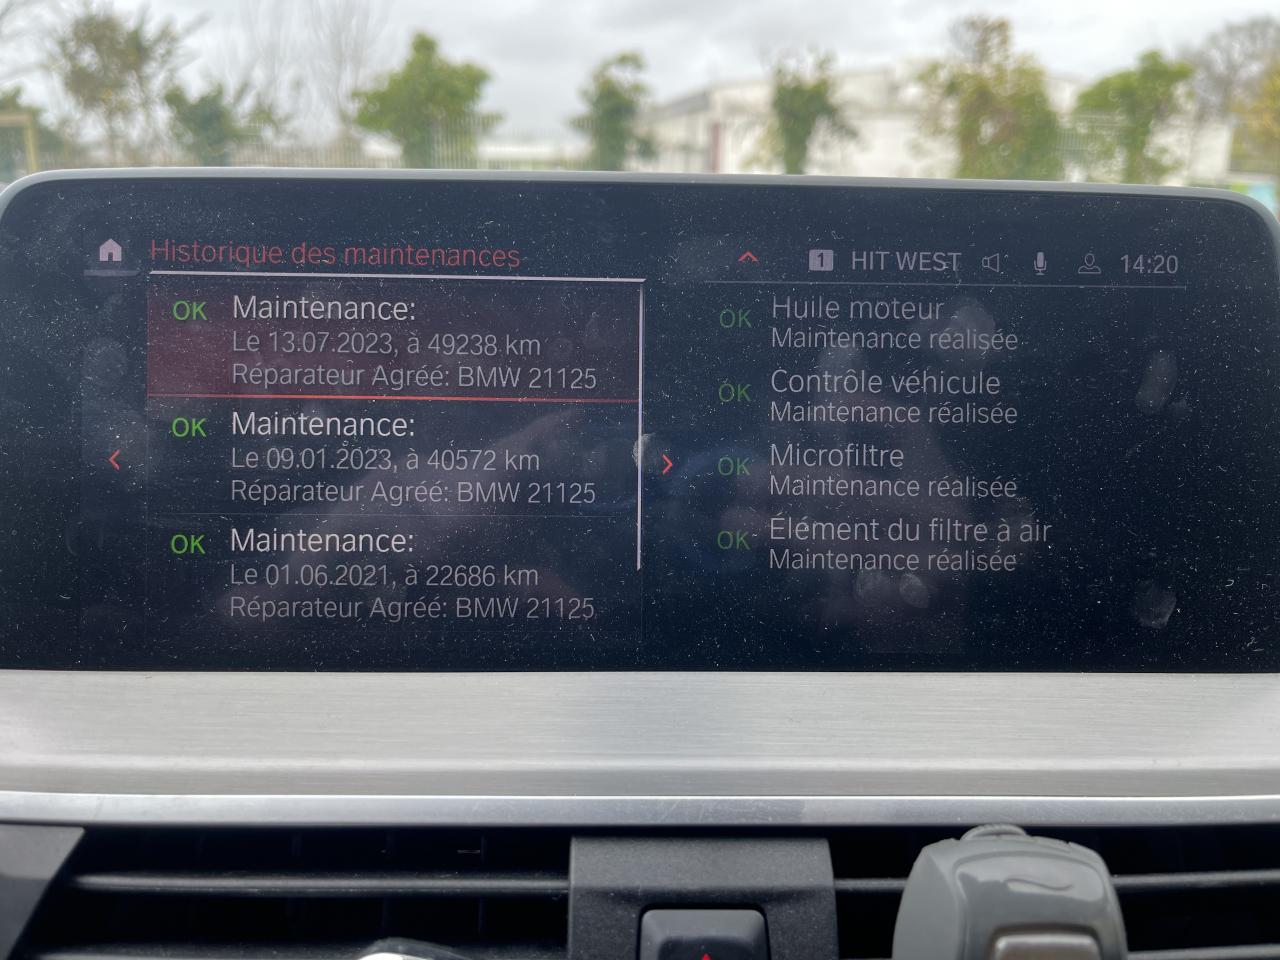 Historique des maintenances
1 HIT WEST 14:20
OK Maintenance:
Le 13.07.2023, à 49238 km
Réparateur Agréé: BMW 21125
OK Maintenance:
Le 09.01.2023, à 40572 km
Réparateur Agréé: BMW 21125
OK Maintenance:
Le 01.06.2021, à 22686 km
Réparateur Agréé: BMW 21125
OK Huile moteur
Maintenance réalisée
OK Contrôle véhicule
Maintenance réalisée
OK Microfiltre
Maintenance réalisée
OK Élément du filtre à air
Maintenance réalisée